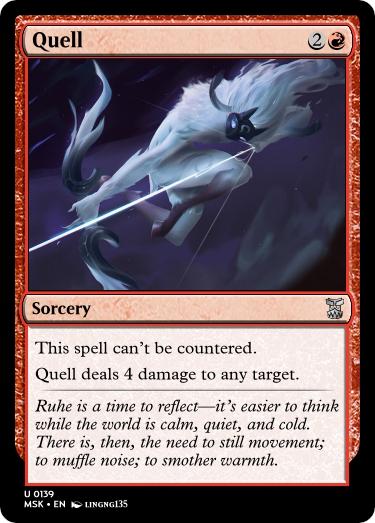 Quell 2
Sorcery
This spell can't be countered.
Quell deals 4 damage to any target.
Ruhe is a time to reflect—it's easier to think
while the world is calm, quiet, and cold.
There is, then, the need to still movement;
to muffle noise; to smother warmth.
U 0139
MSK • EN LINGNG135